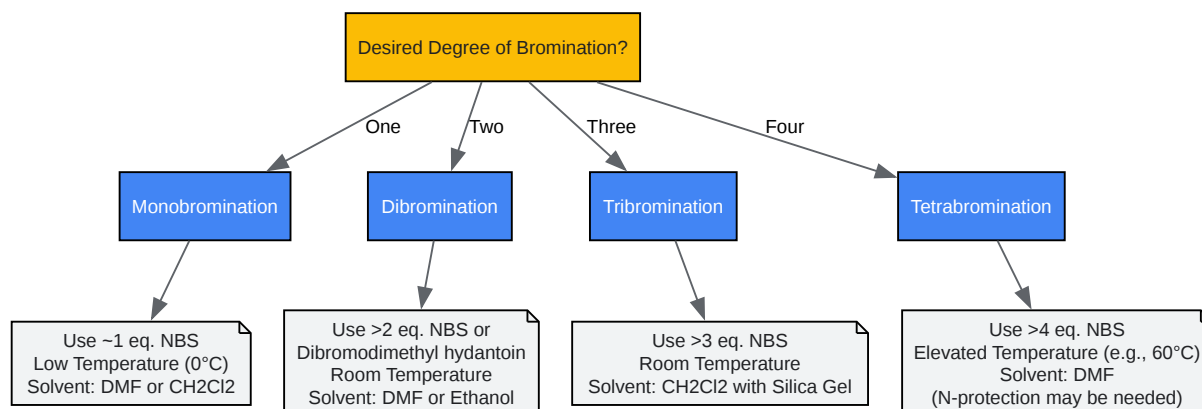 Desired Degree of Bromination?
One
Two
Three
Four
Monobromination
Dibromination
Tribromination
Tetrabromination
Use ~1 eq. NBS
Low Temperature (0°C)
Solvent: DMF or CH2Cl2
Use >2 eq. NBS or
Dibromodimethyl hydantoin
Room Temperature
Solvent: DMF or Ethanol
Use >3 eq. NBS
Room Temperature
Solvent: CH2Cl2 with Silica Gel
Use >4 eq. NBS
Elevated Temperature (e.g., 60°C)
Solvent: DMF
(N-protection may be needed)